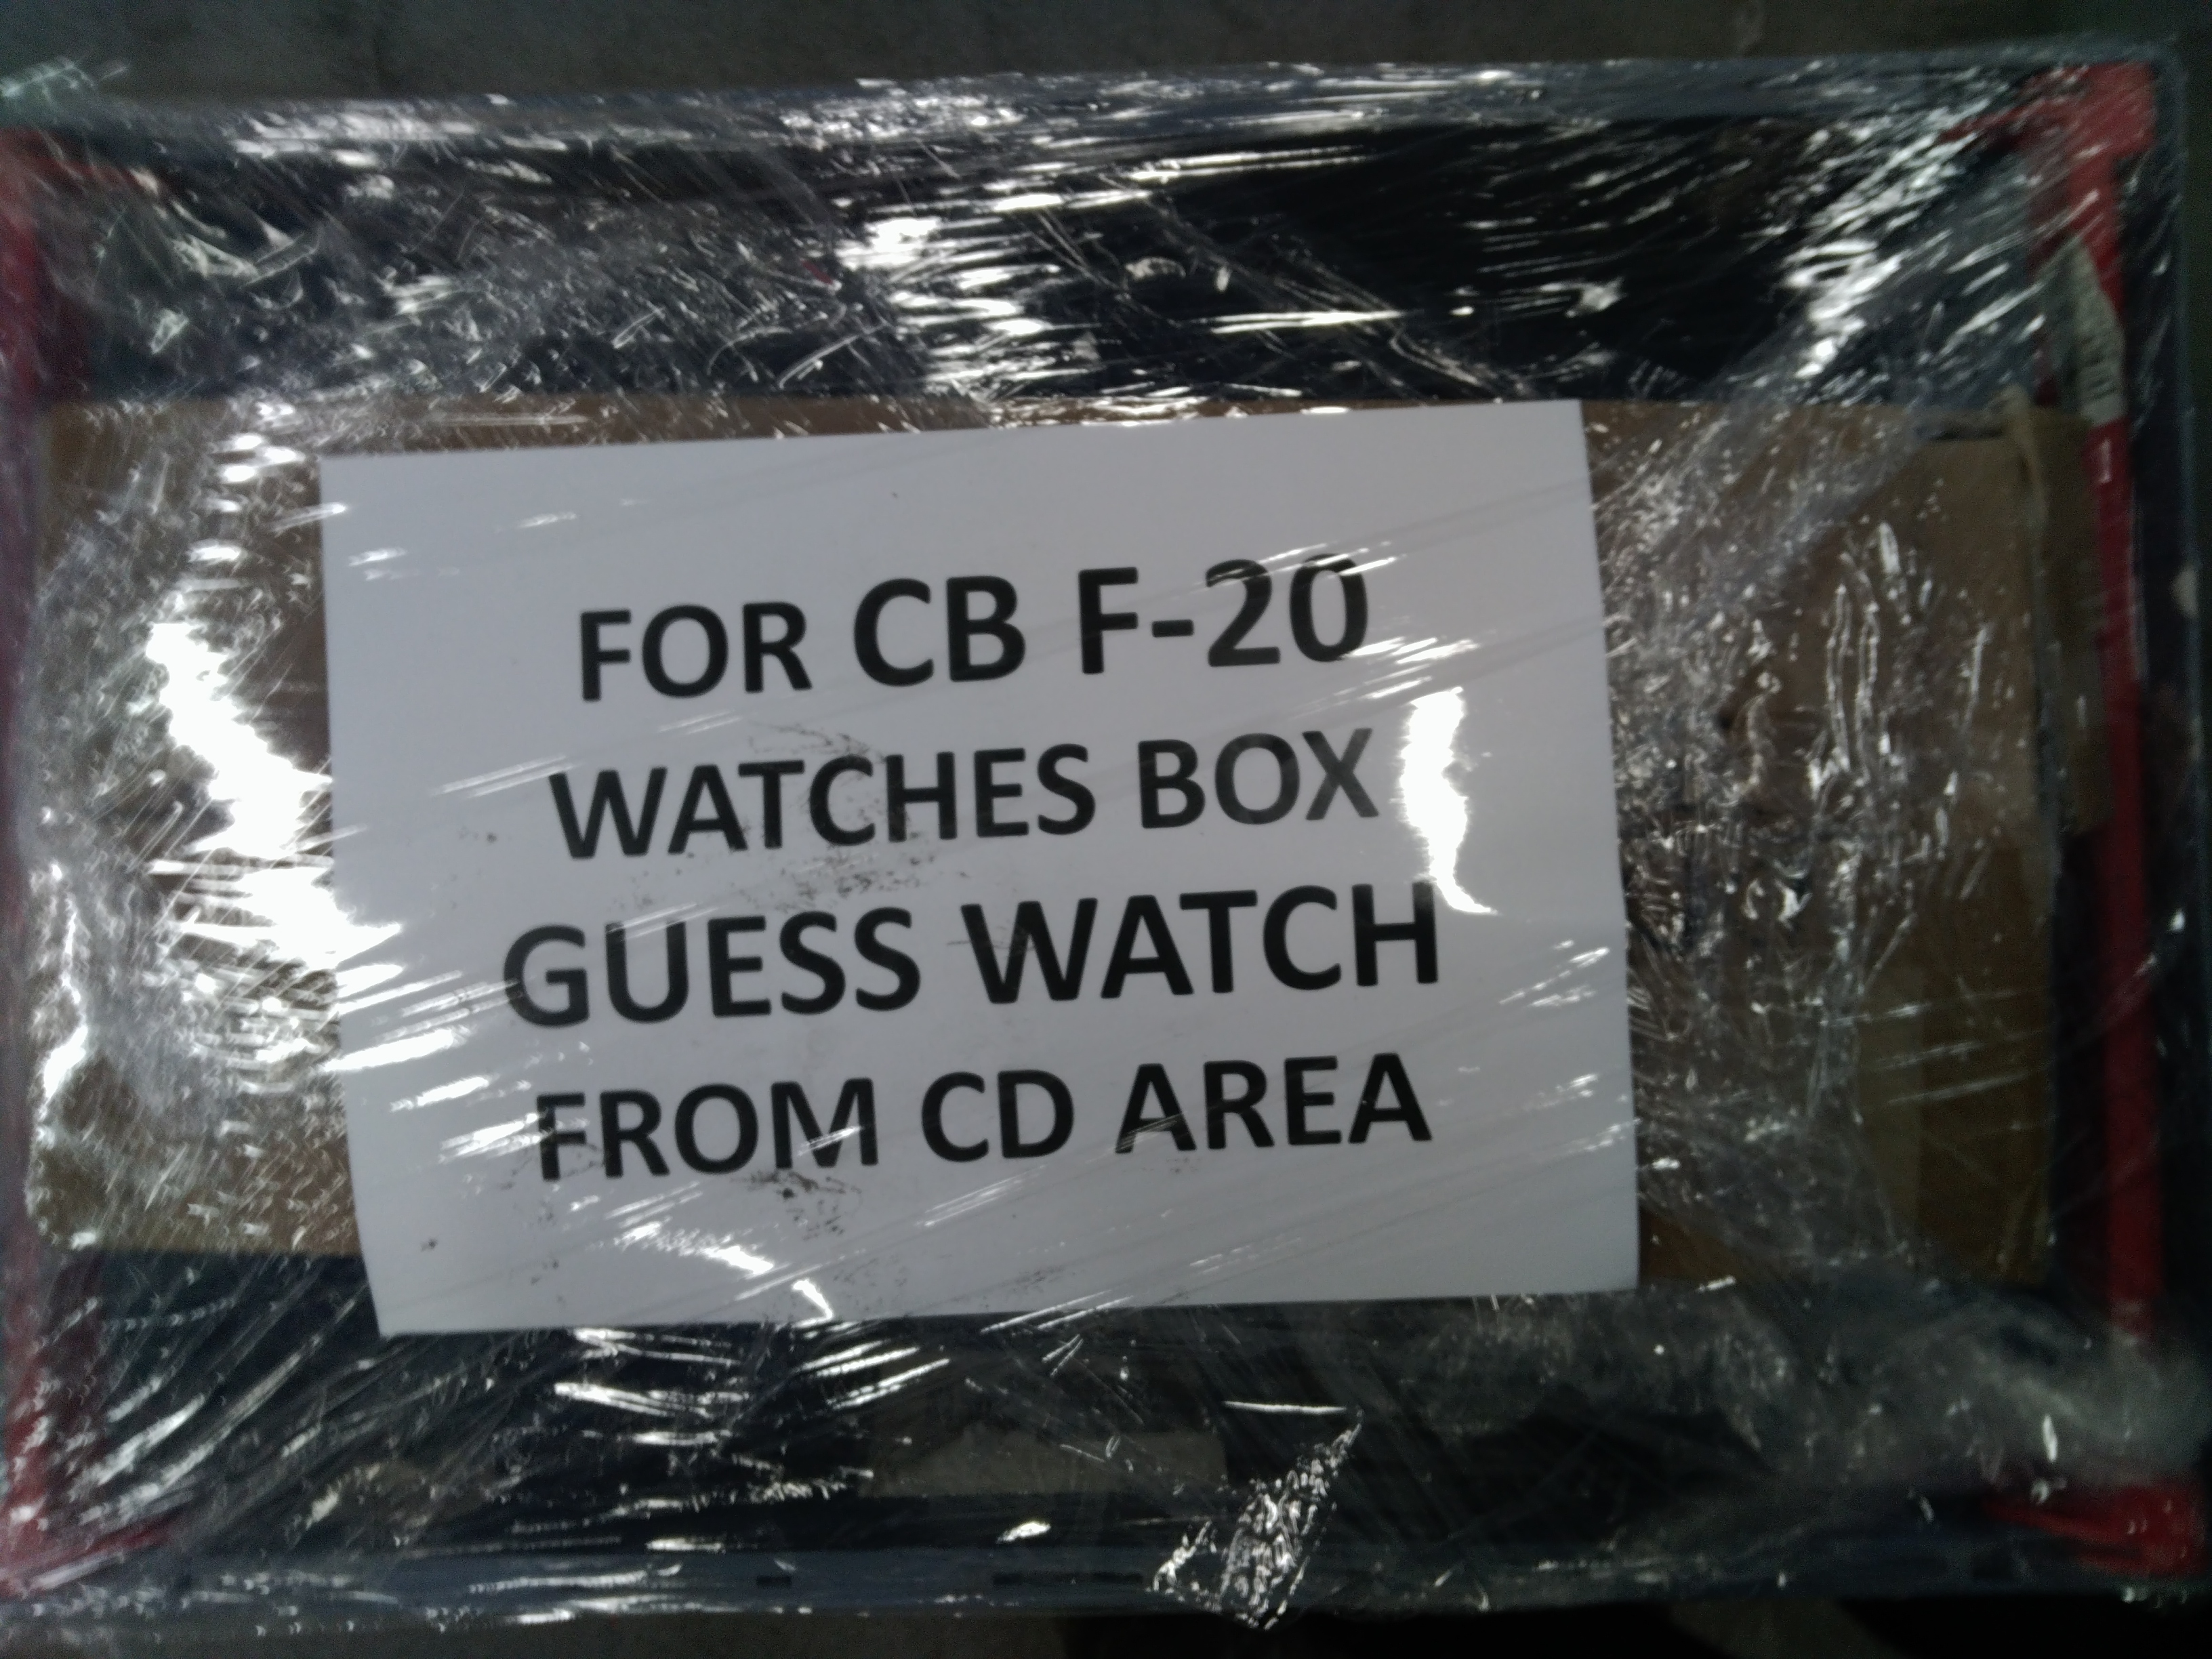 FOR CB F-20
WATCHES BOX
GUESS WATCH
FROM CD AREA